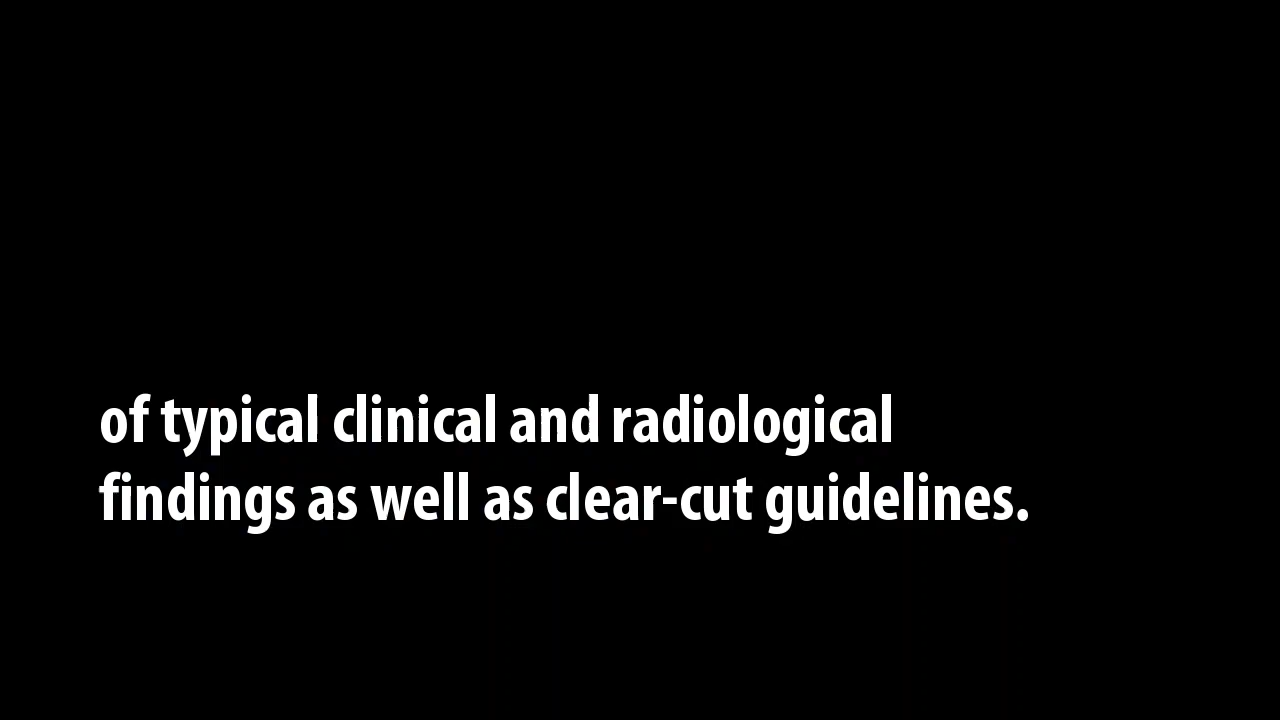 of typical clinical and radiological
findings as well as clear-cut guidelines.